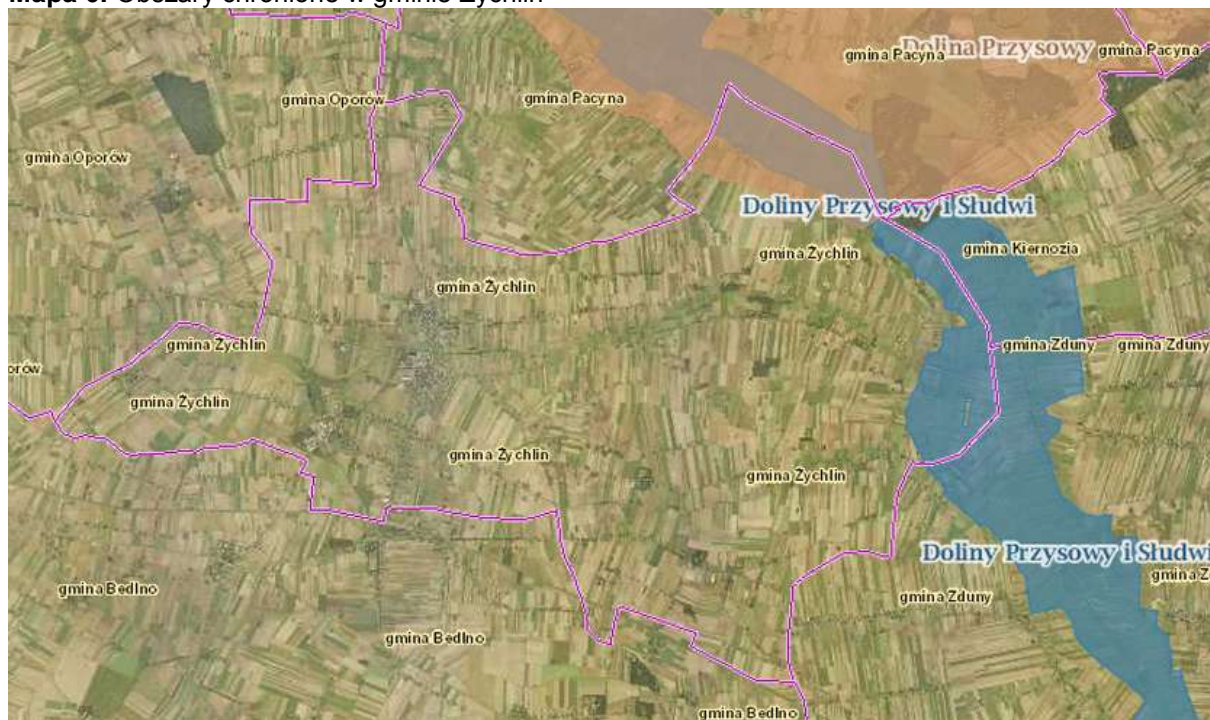 Mapa 6. Obszary chronione w gminie Żychlin
Dolina Przysowy
gmina Pacyna
gmina Pacyna
gmina Oporów
gmina Pacyna
gmina Oporów
Doliny Przysowy i Słudwi
gmina Żychlin
gmina Kiernozia
gmina Żychlin
gmina Żychlin
gmina Zduny
gmina Zduny
orów
gmina Żychlin
gmina Żychlin
gmina Żychlin
Doliny Przysowy i Słudwi
gmina Z
gmina Bedlno
gmina Zduny
gmina Bedlno
gmina Bedlno